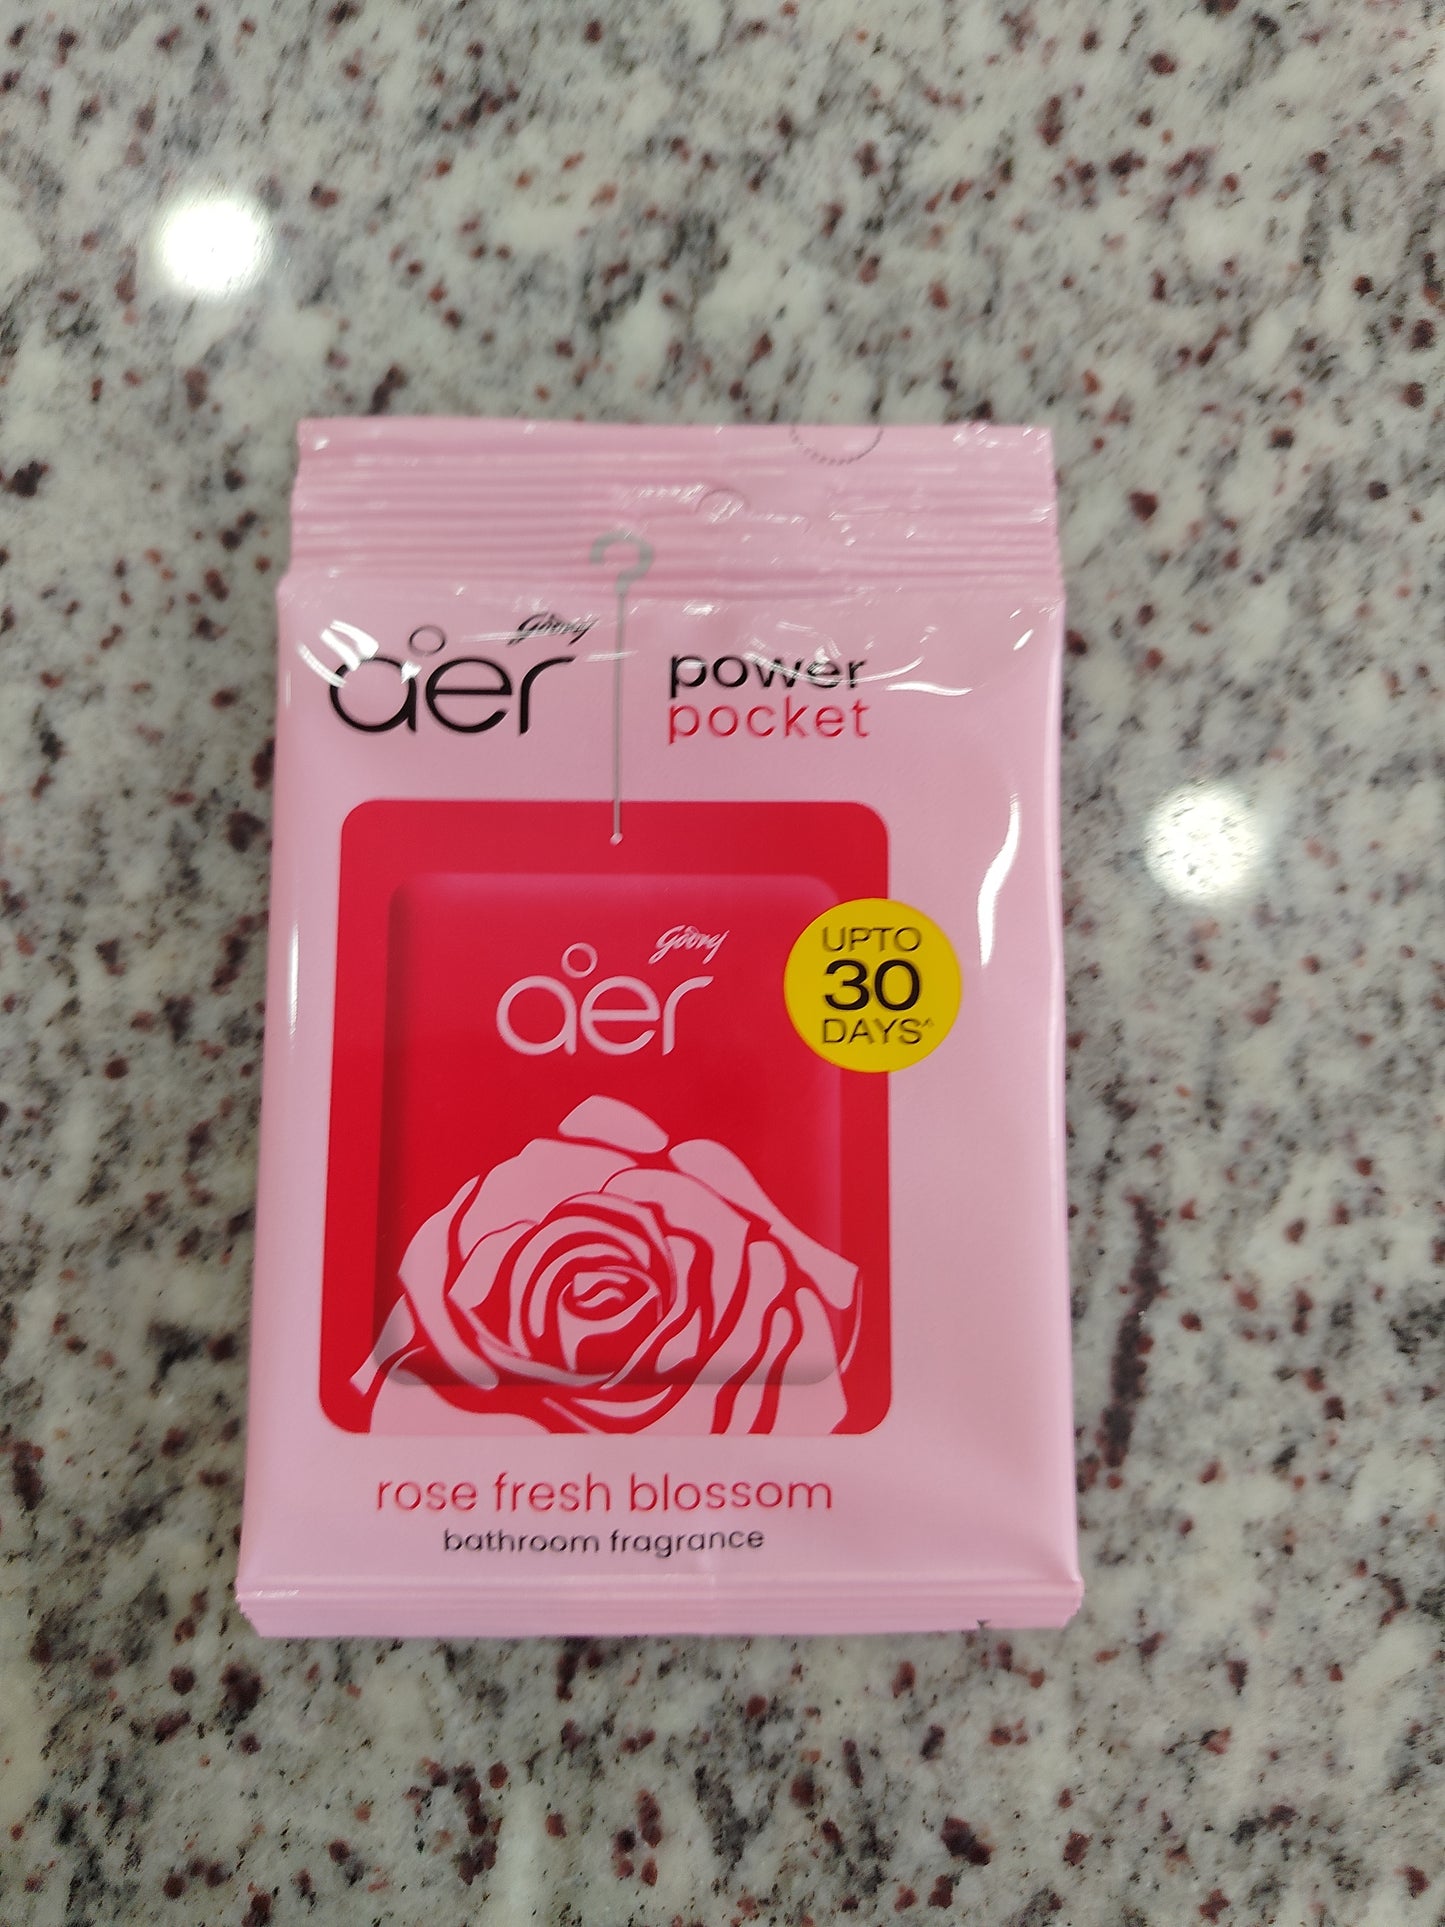 Godrej
aer
power
pocket
Godrej
aer
UPTO
30
DAYS^
rose fresh blossom
bathroom fragrance